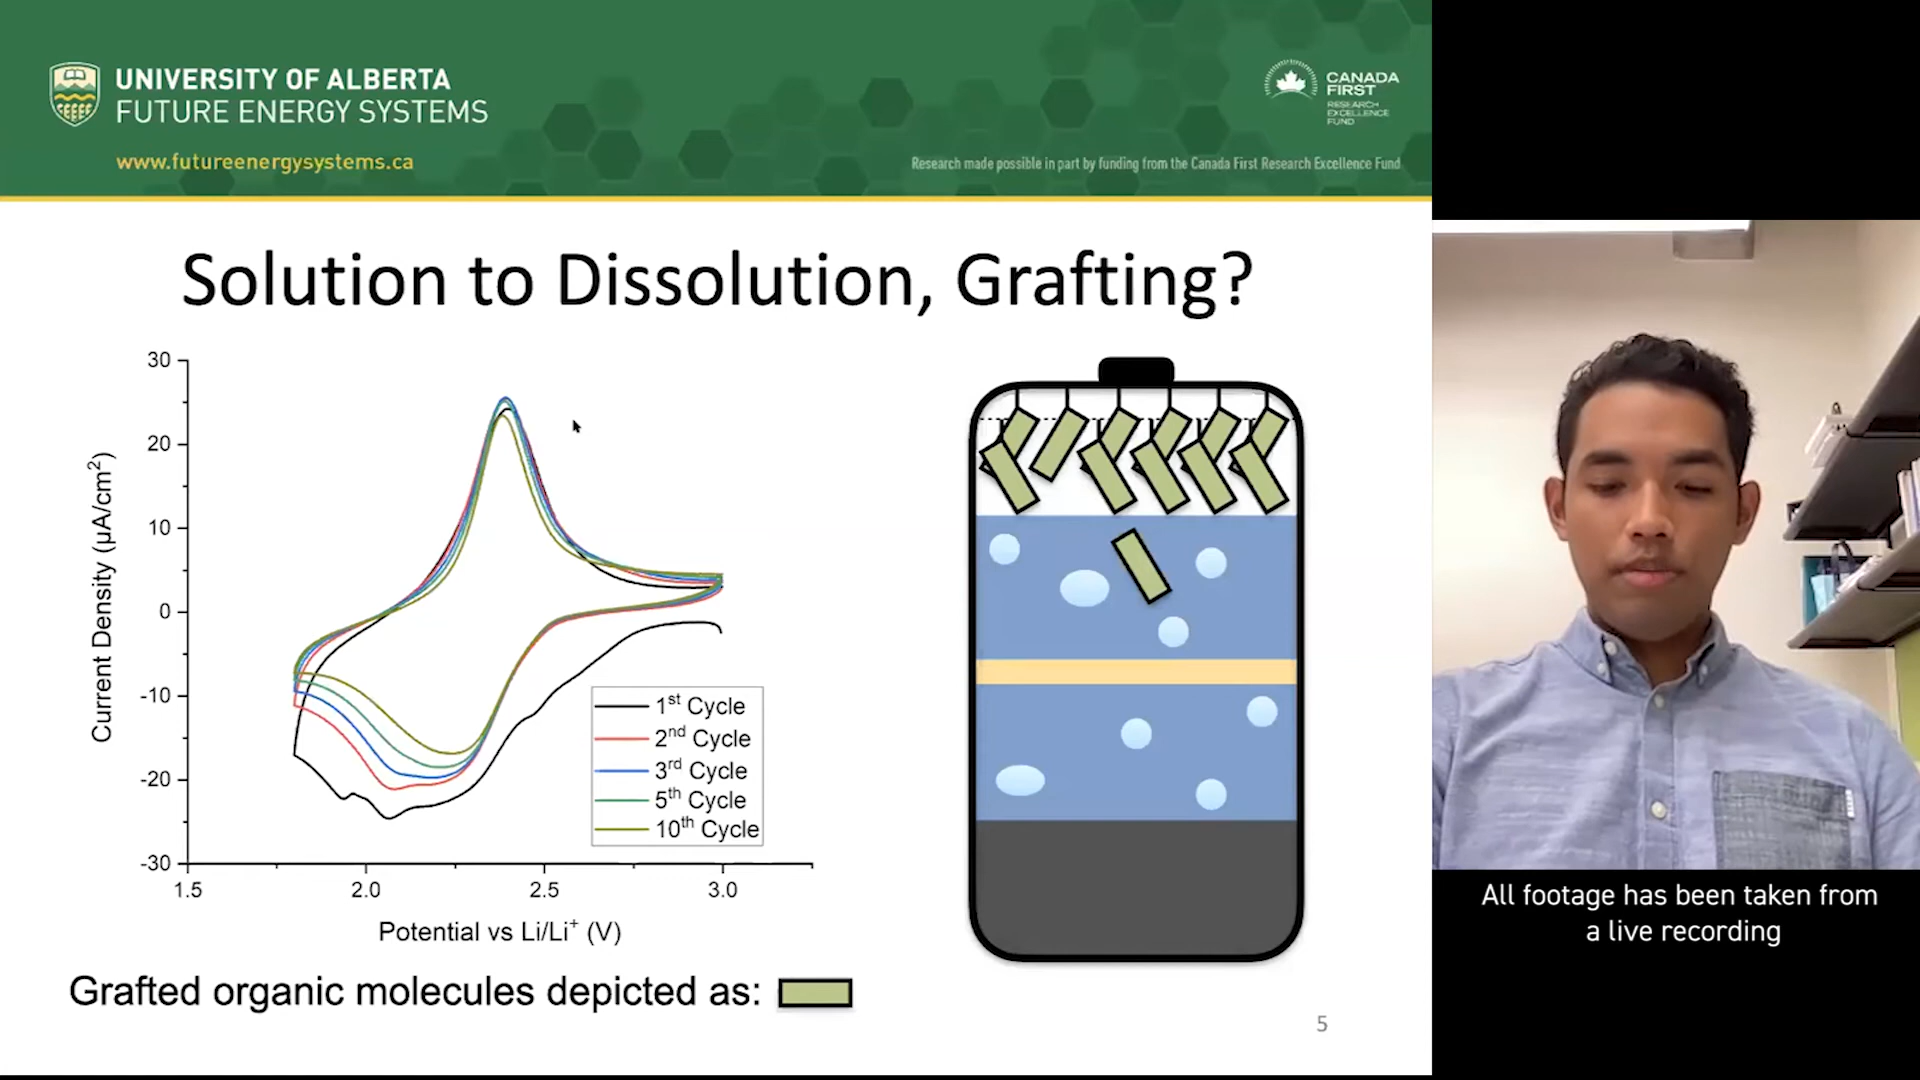 UNIVERSITY OF ALBERTA
FUTURE ENERGY SYSTEMS
www.futureenergysystems.ca
CANADA
FIRST
RESEARCH
EXCELLENCE
FUND
Research made possible in part by funding from the Canada First Research Excellence Fund
Solution to Dissolution, Grafting?
30
20
10
0
-10
-20
-30
Current Density (µA/cm²)
1.5
2.0
2.5
3.0
Potential vs Li/Li⁺ (V)
1st Cycle
2nd Cycle
3rd Cycle
5th Cycle
10th Cycle
Grafted organic molecules depicted as:
5
All footage has been taken from
a live recording